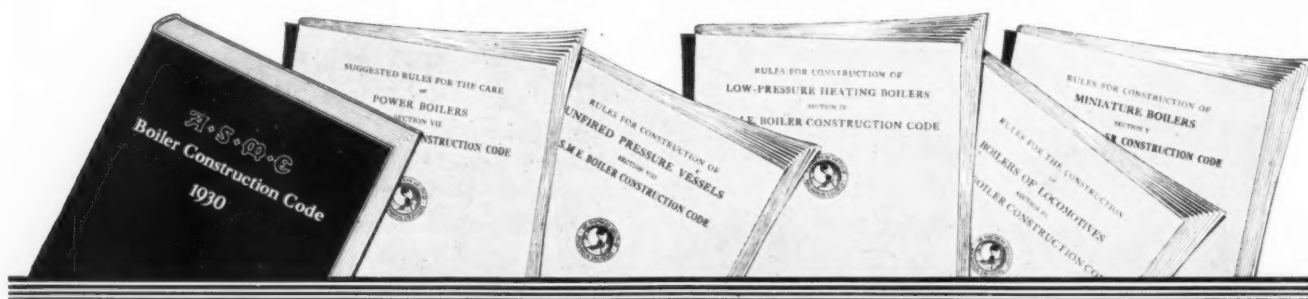 A·S·M·E
Boiler Construction Code
1930
SUGGESTED RULES FOR THE CARE
OF
POWER BOILERS
SECTION VII
CONSTRUCTION CODE
RULES FOR CONSTRUCTION OF
UNFIRED PRESSURE VESSELS
SECTION VIII
S.M.E BOILER CONSTRUCTION CODE
RULES FOR CONSTRUCTION OF
LOW-PRESSURE HEATING BOILERS
SECTION IV
.E. BOILER CONSTRUCTION CODE
RULES FOR THE CONSTRUCTION
OF
BOILERS OF LOCOMOTIVES
SECTION III
BOILER CONSTRUCTION
RULES FOR CONSTRUCTION OF
MINIATURE BOILERS
SECTION V
CONSTRUCTION CODE